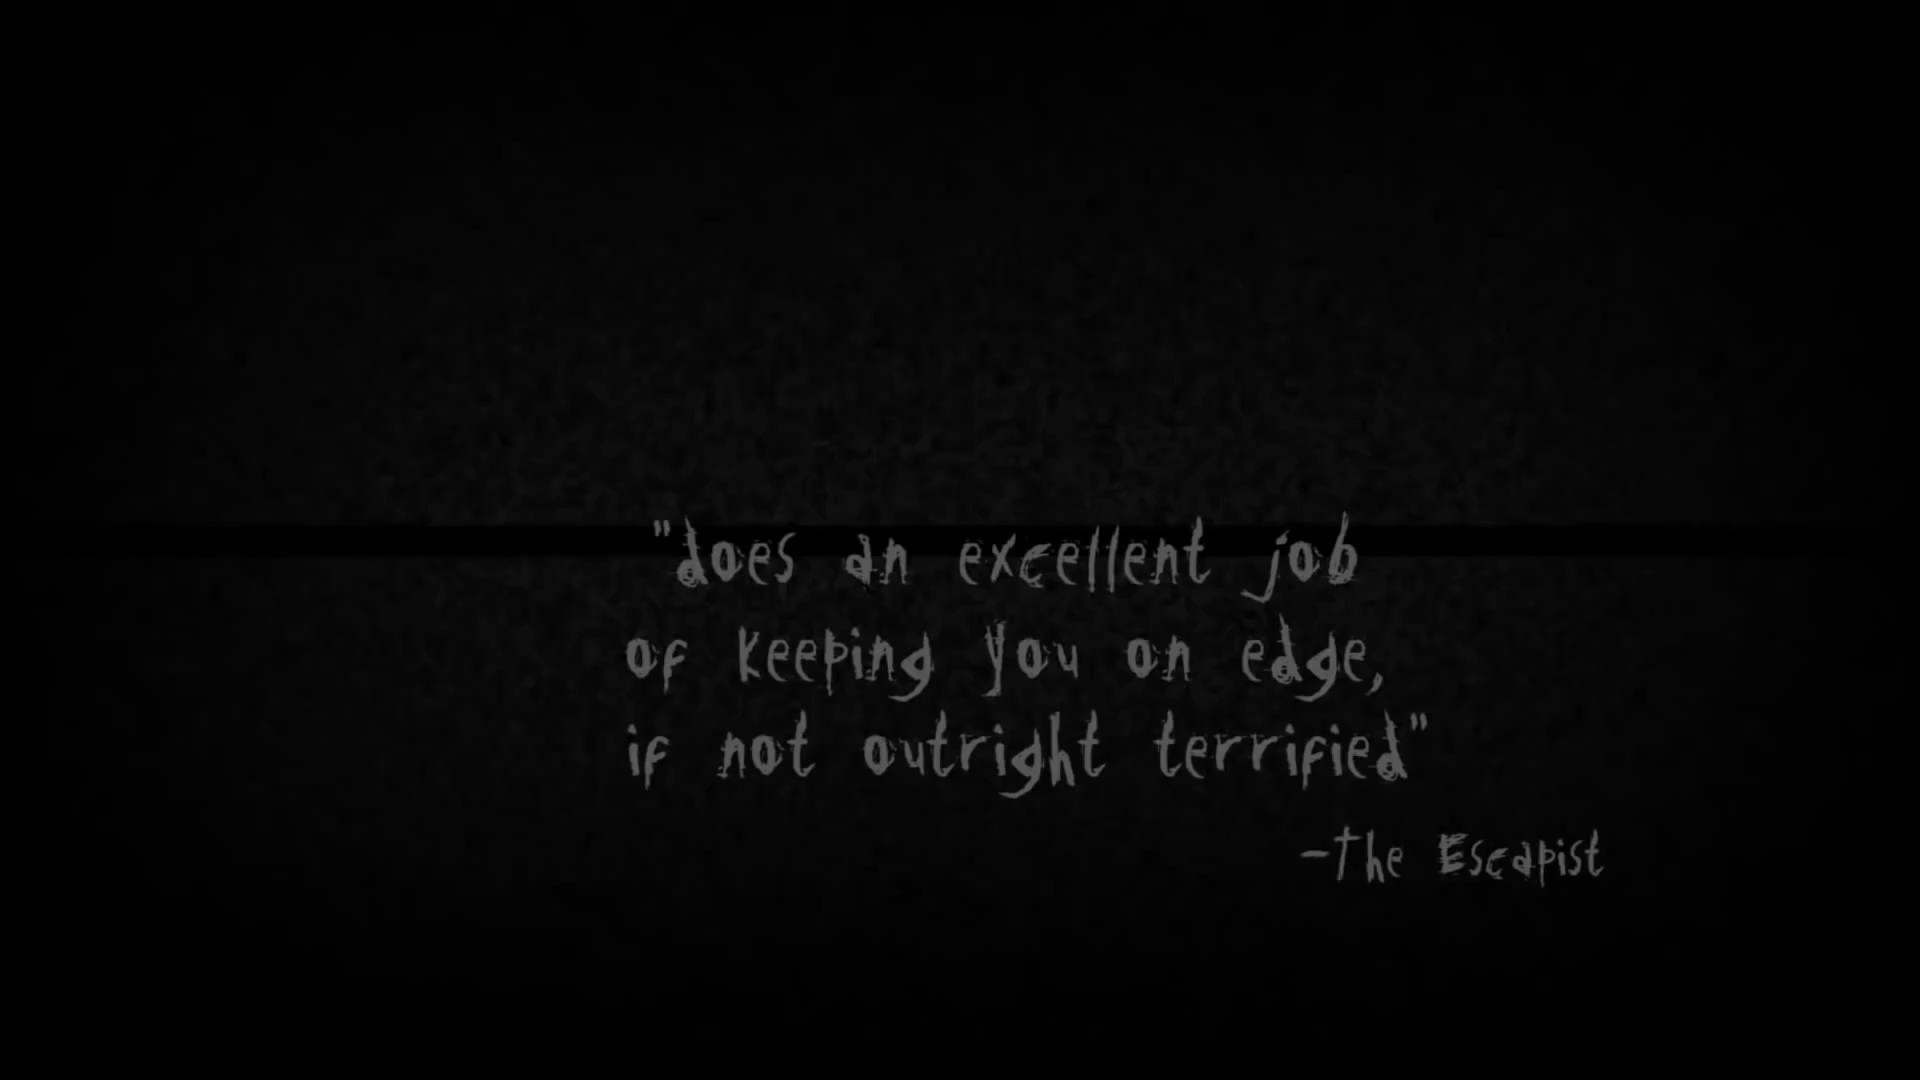 "does an excellent job
of keeping you on edge,
if not outright terrified"
-The Escapist